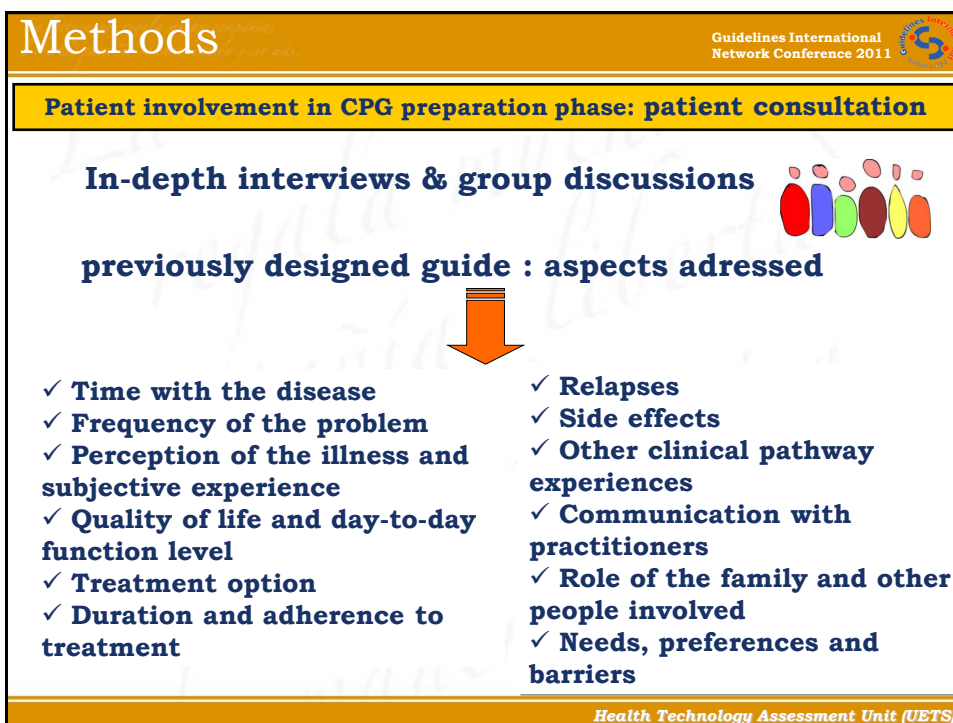 Methods
Guidelines International
Network Conference 2011
Patient involvement in CPG preparation phase: patient consultation
In-depth interviews & group discussions
previously designed guide : aspects adressed
✓ Time with the disease
✓ Frequency of the problem
✓ Perception of the illness and
subjective experience
✓ Quality of life and day-to-day
function level
✓ Treatment option
✓ Duration and adherence to
treatment
✓ Relapses
✓ Side effects
✓ Other clinical pathway
experiences
✓ Communication with
practitioners
✓ Role of the family and other
people involved
✓ Needs, preferences and
barriers
Health Technology Assessment Unit (UETS)